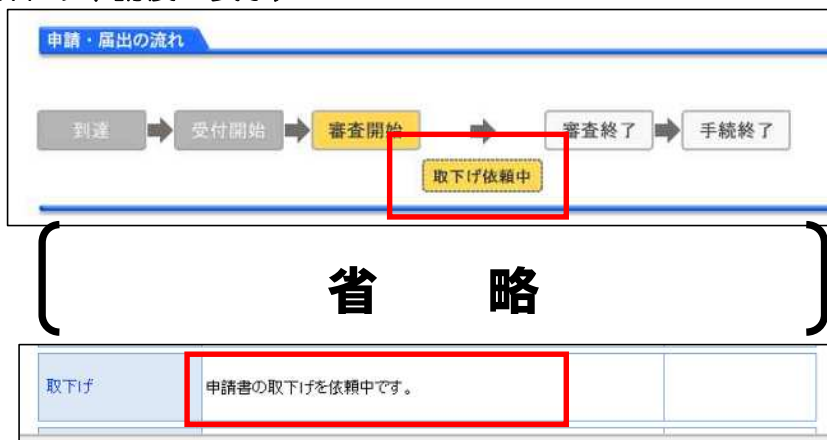 申請・届出の流れ
到達 ➡ 受付開始 ➡ 審査開始 ➡ 審査終了 ➡ 手続終了
取下げ依頼中
省 略
取下げ 申請書の取下げを依頼中です。